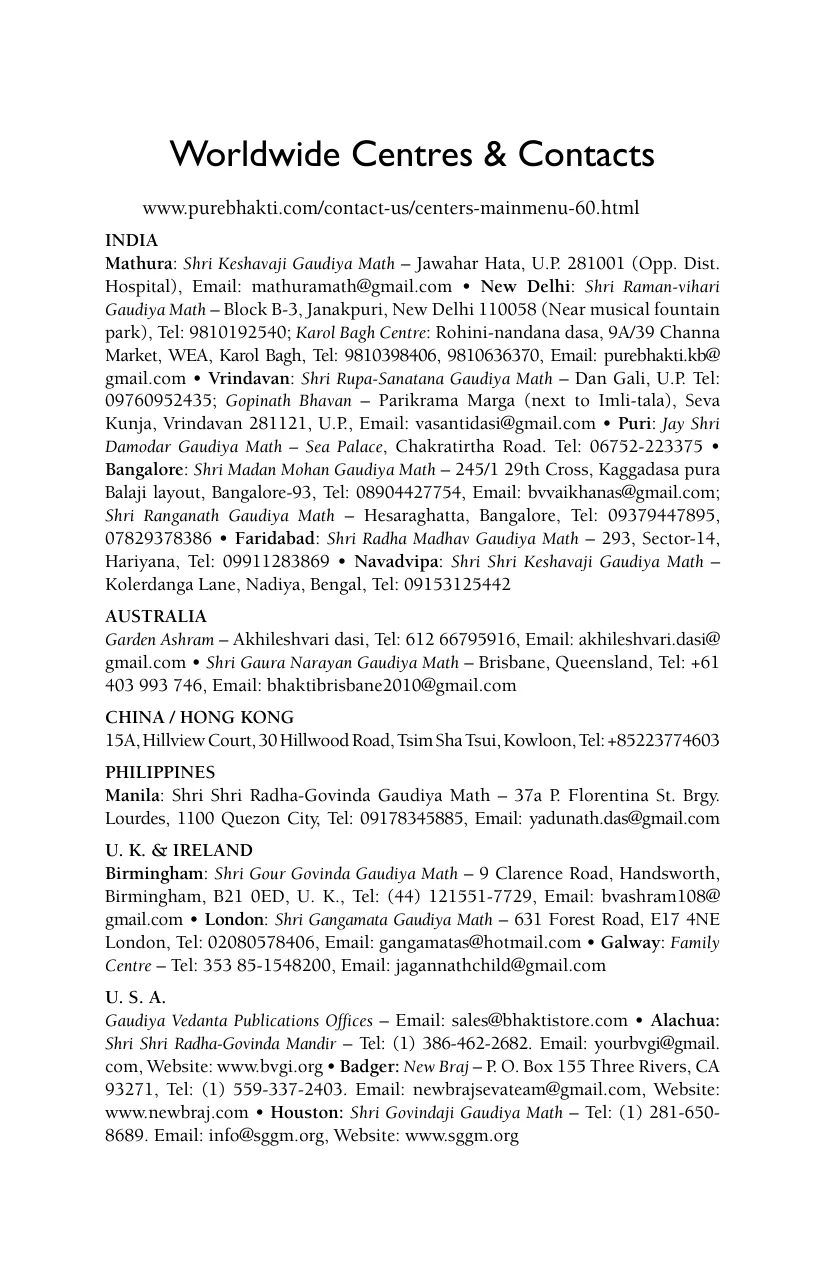 Worldwide Centres & Contacts
www.purebhakti.com/contact-us/centers-mainmenu-60.html
INDIA
Mathura: Shri Keshavaji Gaudiya Math – Jawahar Hata, U.P. 281001 (Opp. Dist.
Hospital), Email: mathuramath@gmail.com • New Delhi: Shri Raman-vihari
Gaudiya Math – Block B-3, Janakpuri, New Delhi 110058 (Near musical fountain
park), Tel: 9810192540; Karol Bagh Centre: Rohini-nandana dasa, 9A/39 Channa
Market, WEA, Karol Bagh, Tel: 9810398406, 9810636370, Email: purebhakti.kb@
gmail.com • Vrindavan: Shri Rupa-Sanatana Gaudiya Math – Dan Gali, U.P. Tel:
09760952435; Gopinath Bhavan – Parikrama Marga (next to Imli-tala), Seva
Kunja, Vrindavan 281121, U.P., Email: vasantidasi@gmail.com • Puri: Jay Shri
Damodar Gaudiya Math – Sea Palace, Chakratirtha Road. Tel: 06752-223375 •
Bangalore: Shri Madan Mohan Gaudiya Math – 245/1 29th Cross, Kaggadasa pura
Balaji layout, Bangalore-93, Tel: 08904427754, Email: bvvaikhanas@gmail.com;
Shri Ranganath Gaudiya Math – Hesaraghatta, Bangalore, Tel: 09379447895,
07829378386 • Faridabad: Shri Radha Madhav Gaudiya Math – 293, Sector-14,
Hariyana, Tel: 09911283869 • Navadvipa: Shri Shri Keshavaji Gaudiya Math –
Kolerdanga Lane, Nadiya, Bengal, Tel: 09153125442
AUSTRALIA
Garden Ashram – Akhileshvari dasi, Tel: 612 66795916, Email: akhileshvari.dasi@
gmail.com • Shri Gaura Narayan Gaudiya Math – Brisbane, Queensland, Tel: +61
403 993 746, Email: bhaktibrisbane2010@gmail.com
CHINA / HONG KONG
15A, Hillview Court, 30 Hillwood Road, Tsim Sha Tsui, Kowloon, Tel: +85223774603
PHILIPPINES
Manila: Shri Shri Radha-Govinda Gaudiya Math – 37a P. Florentina St. Brgy.
Lourdes, 1100 Quezon City, Tel: 09178345885, Email: yadunath.das@gmail.com
U. K. & IRELAND
Birmingham: Shri Gour Govinda Gaudiya Math – 9 Clarence Road, Handsworth,
Birmingham, B21 0ED, U. K., Tel: (44) 121551-7729, Email: bvashram108@
gmail.com • London: Shri Gangamata Gaudiya Math – 631 Forest Road, E17 4NE
London, Tel: 02080578406, Email: gangamatas@hotmail.com • Galway: Family
Centre – Tel: 353 85-1548200, Email: jagannathchild@gmail.com
U. S. A.
Gaudiya Vedanta Publications Offices – Email: sales@bhaktistore.com • Alachua:
Shri Shri Radha-Govinda Mandir – Tel: (1) 386-462-2682. Email: yourbvgi@gmail.
com, Website: www.bvgi.org • Badger: New Braj – P. O. Box 155 Three Rivers, CA
93271, Tel: (1) 559-337-2403. Email: newbrajsevateam@gmail.com, Website:
www.newbraj.com • Houston: Shri Govindaji Gaudiya Math – Tel: (1) 281-650-
8689. Email: info@sggm.org, Website: www.sggm.org